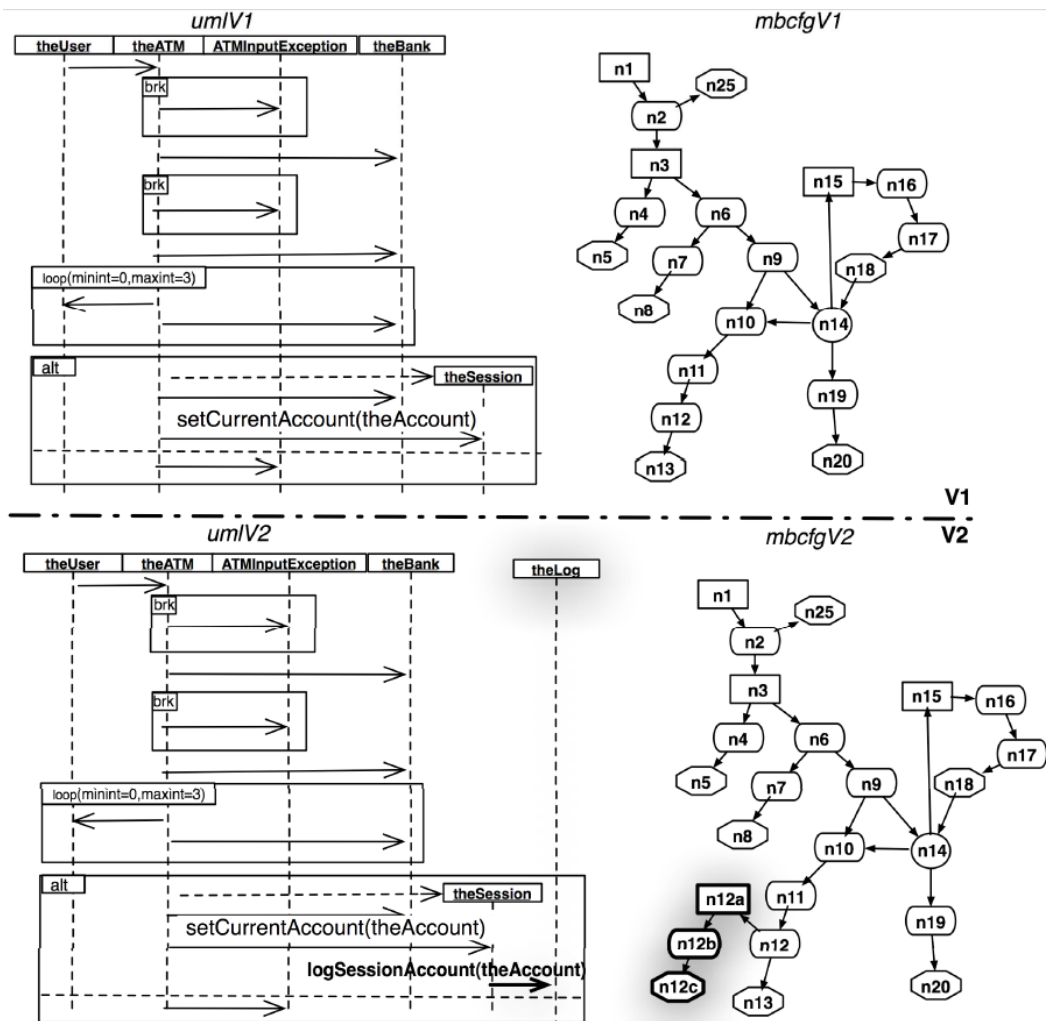 umlV1
mbcfgV1
theUser theATM ATMInputException theBank
brk
brk
loop(minint=0,maxint=3)
alt
theSession
setCurrentAccount(theAccount)
n1
n25
n2
n3
n15
n16
n4
n6
n17
n5
n7
n9
n18
n8
n10
n14
n11
n19
n12
n13
n20
V1
V2
umlV2
mbcfgV2
theUser theATM ATMInputException theBank theLog
brk
brk
loop(minint=0,maxint=3)
alt
theSession
setCurrentAccount(theAccount)
logSessionAccount(theAccount)
n1
n25
n2
n3
n15
n16
n4
n6
n17
n5
n7
n9
n18
n8
n10
n14
n12a
n11
n12b
n12
n19
n12c
n13
n20